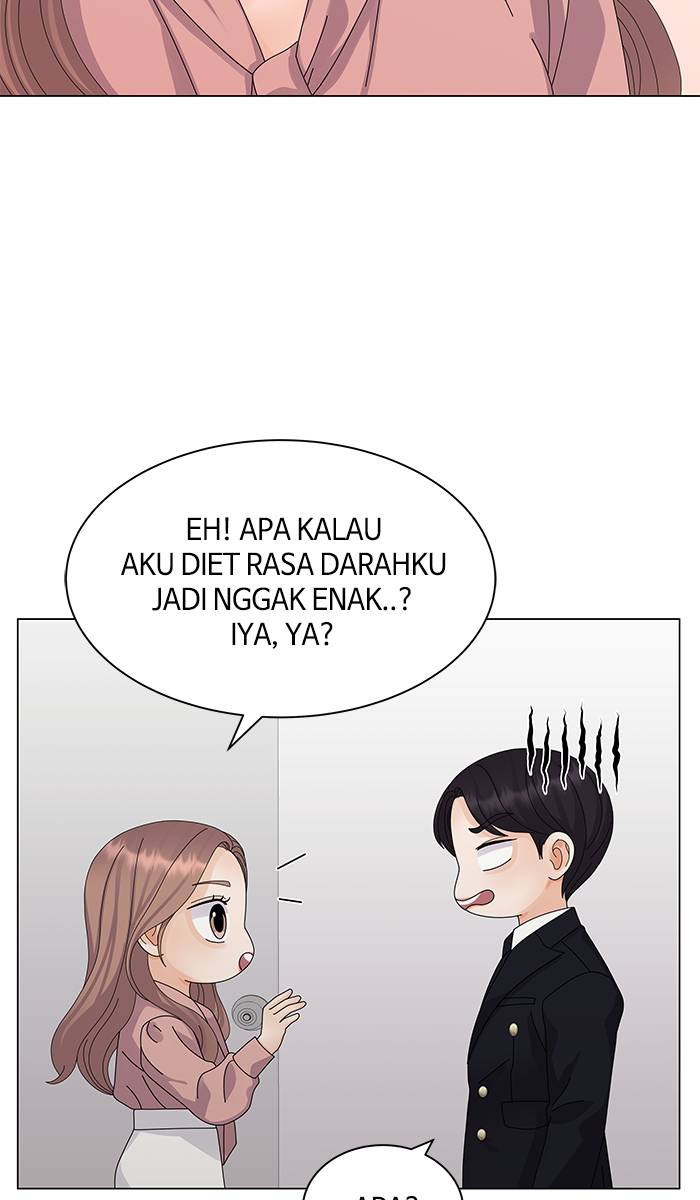 EH! APA KALAU
AKU DIET RASA DARAHKU
JADI NGGAK ENAK..?
IYA, YA?